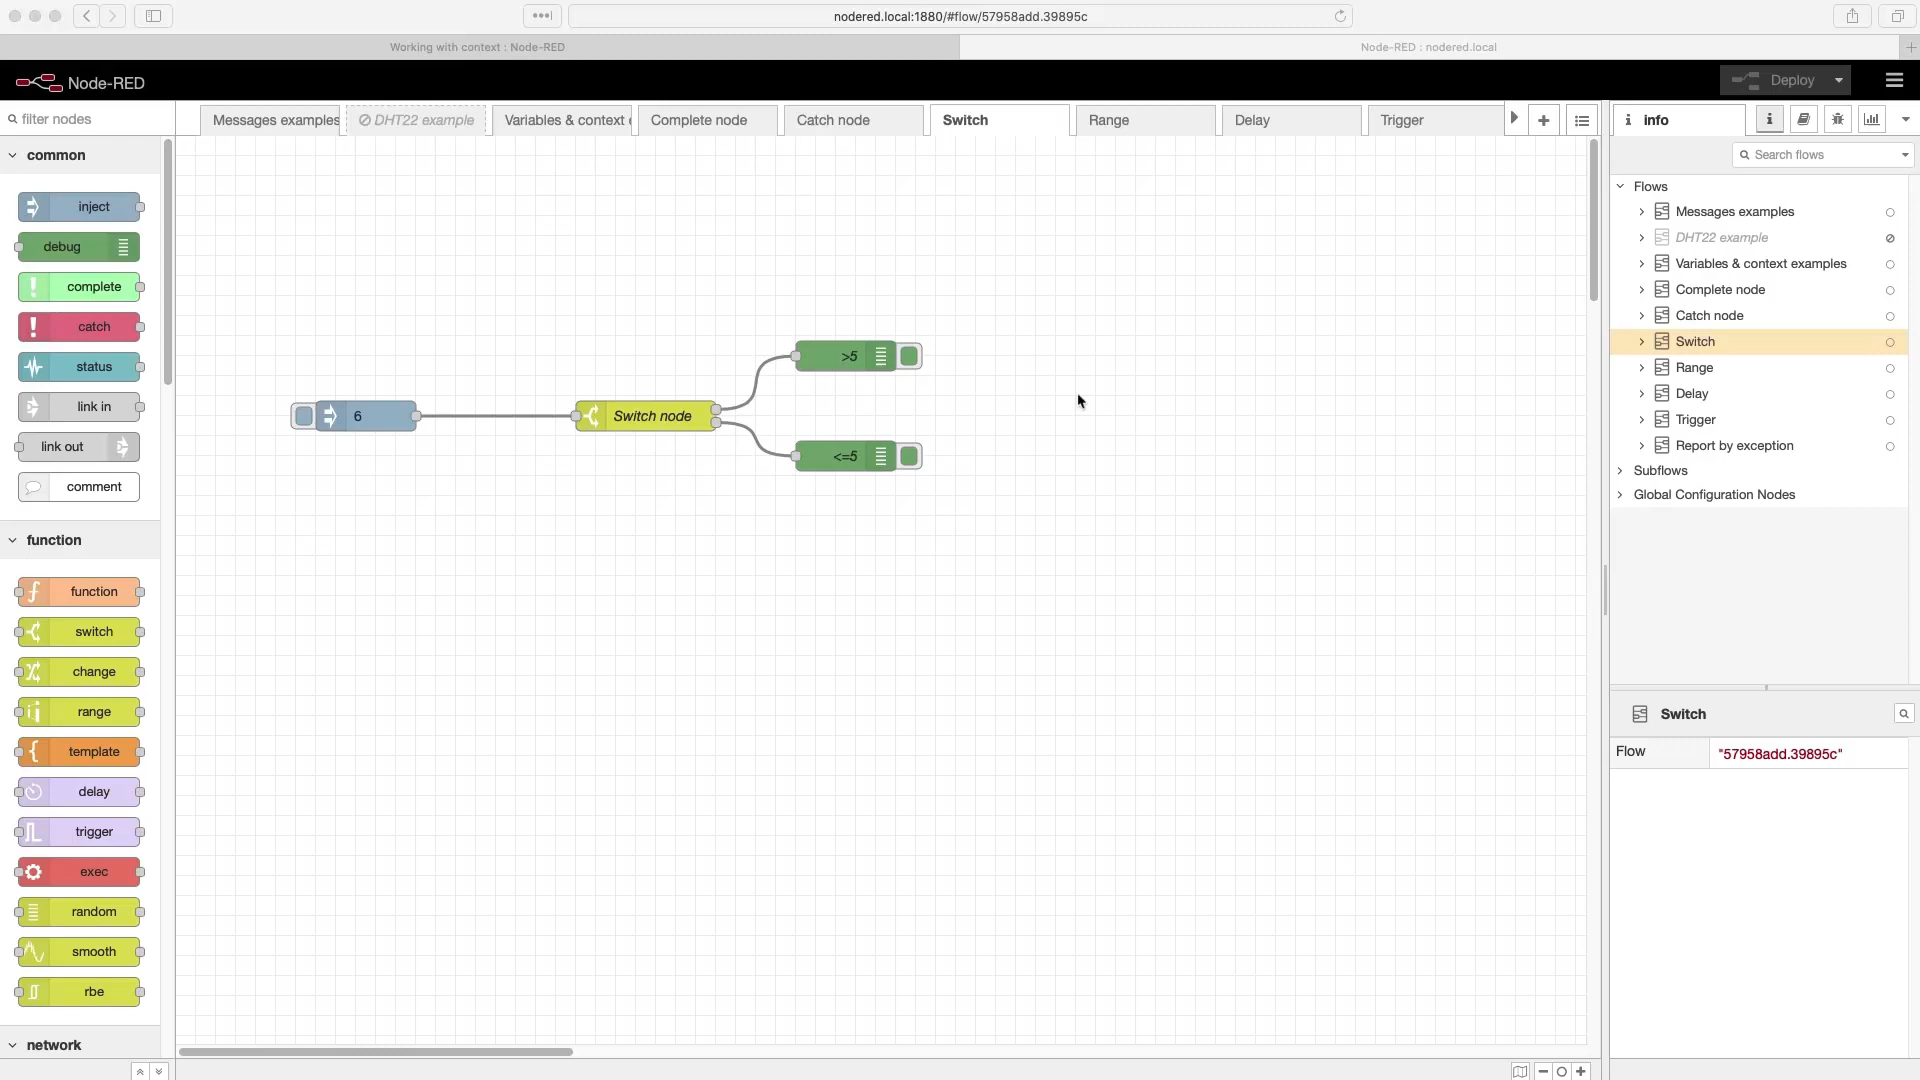 nodered.local:1880/#flow/57958add.39895c
Working with context : Node-RED
Node-RED : nodered.local
Node-RED
Deploy
filter nodes
Messages examples
DHT22 example
Variables & context
Complete node
Catch node
Switch
Range
Delay
Trigger
info
Search flows
common
inject
debug
complete
catch
status
link in
link out
comment
function
function
switch
change
range
template
delay
trigger
exec
random
smooth
rbe
network
6
Switch node
>5
<=5
Flows
Messages examples
DHT22 example
Variables & context examples
Complete node
Catch node
Switch
Range
Delay
Trigger
Report by exception
Subflows
Global Configuration Nodes
Switch
Flow
"57958add.39895c"